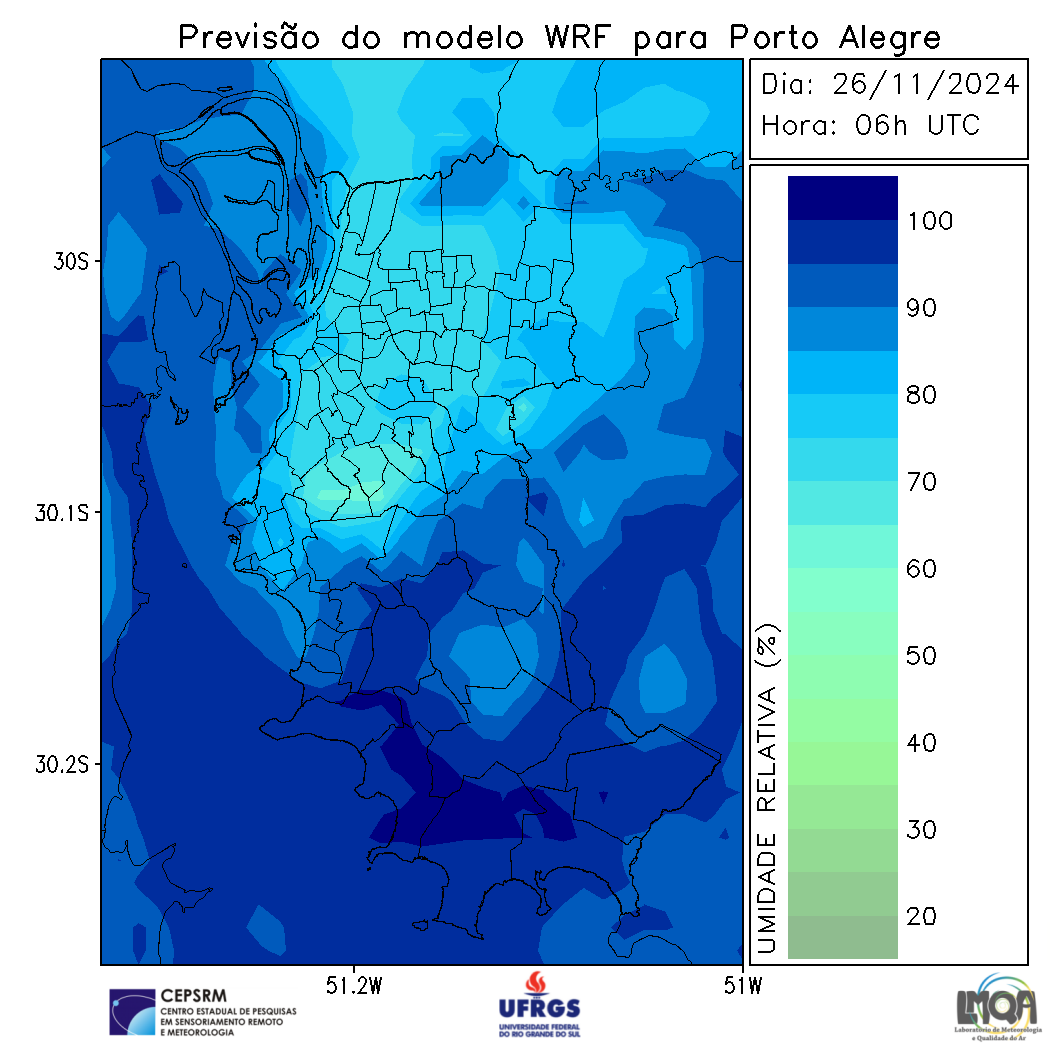 Previsão do modelo WRF para Porto Alegre
Dia: 26/11/2024
Hora: 06h UTC
30S
30.1S
30.2S
51.2W
51W
100
90
80
70
60
50
40
30
20
UMIDADE RELATIVA (%)
CEPSRM
CENTRO ESTADUAL DE PESQUISAS
EM SENSORIAMENTO REMOTO
E METEOROLOGIA
UFRGS
UNIVERSIDADE FEDERAL
DO RIO GRANDE DO SUL
LMQA
Laboratório de Meteorologia
e Qualidade do Ar